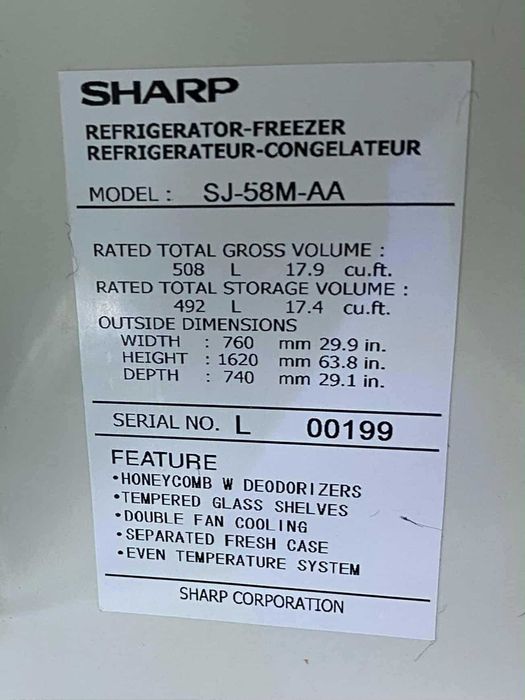 SHARP
REFRIGERATOR-FREEZER
REFRIGERATEUR-CONGELATEUR
MODEL : SJ-58M-AA
RATED TOTAL GROSS VOLUME :
508 L 17.9 cu.ft.
RATED TOTAL STORAGE VOLUME :
492 L 17.4 cu.ft.
OUTSIDE DIMENSIONS
WIDTH : 760 mm 29.9 in.
HEIGHT : 1620 mm 63.8 in.
DEPTH : 740 mm 29.1 in.
SERIAL NO. L 00199
FEATURE
•HONEYCOMB W DEODORIZERS
•TEMPERED GLASS SHELVES
•DOUBLE FAN COOLING
•SEPARATED FRESH CASE
•EVEN TEMPERATURE SYSTEM
SHARP CORPORATION